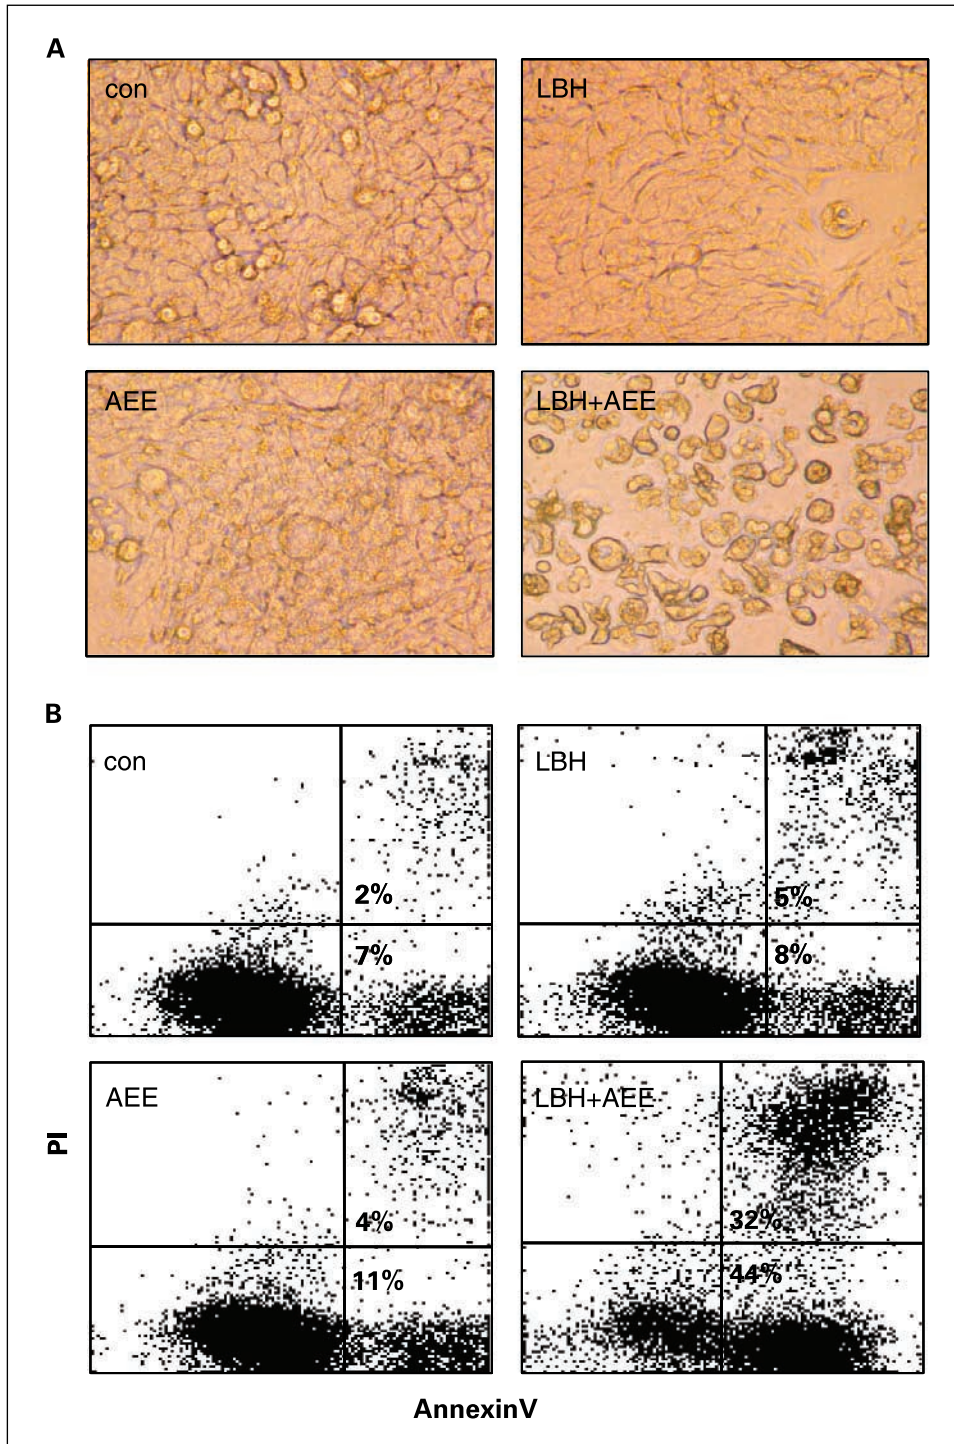 A
con
LBH
AEE
LBH+AEE
B
con
2%
7%
LBH
5%
8%
AEE
4%
11%
LBH+AEE
32%
44%
PI
AnnexinV